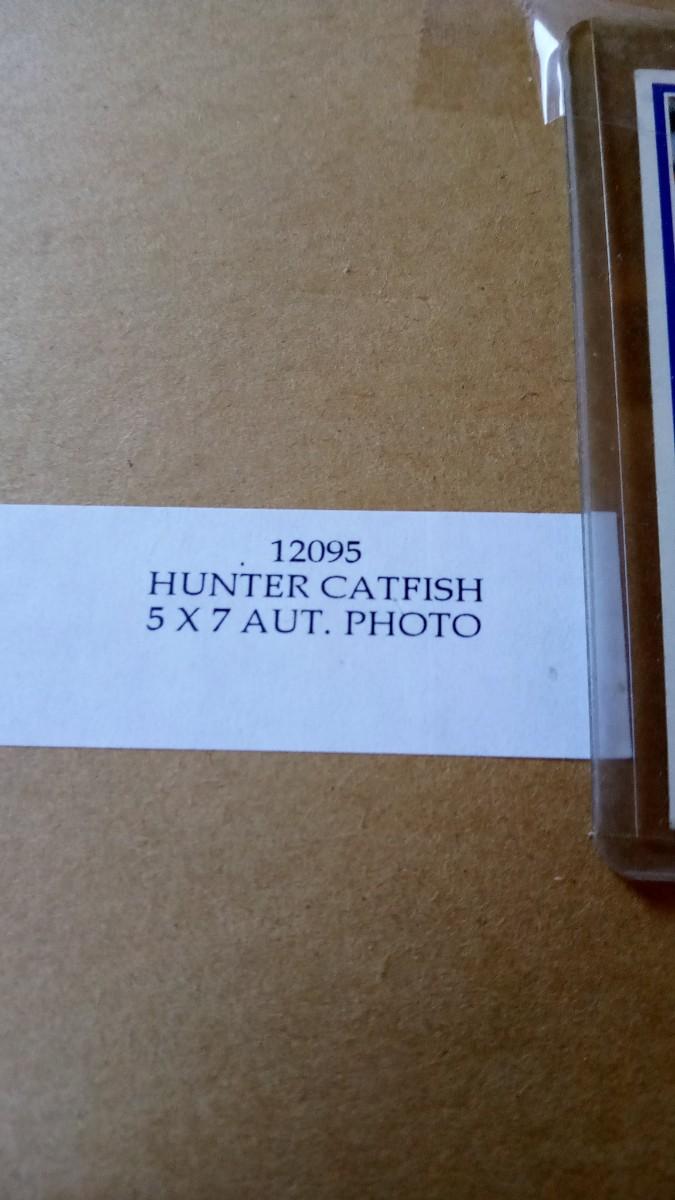 12095
HUNTER CATFISH
5 X 7 AUT. PHOTO